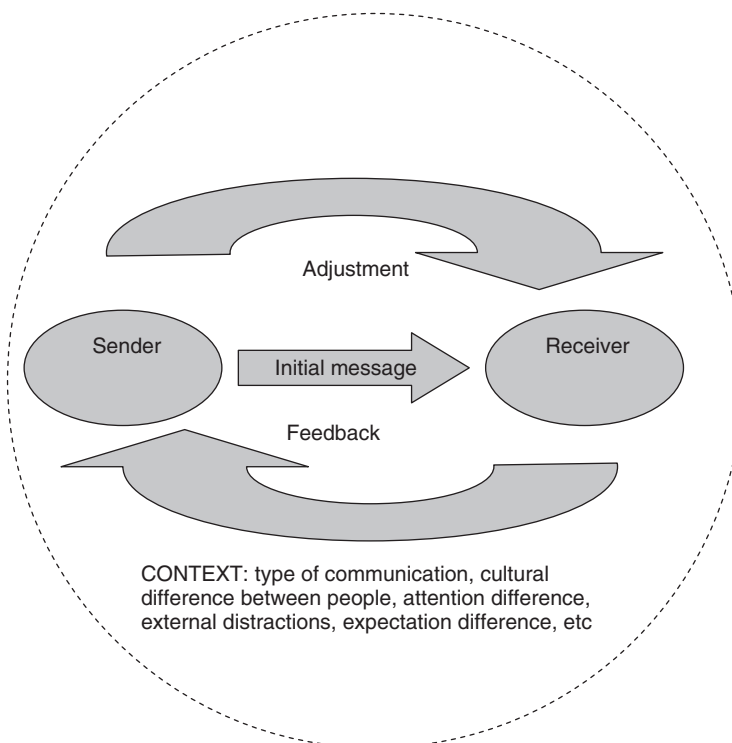 Adjustment
Sender
Initial message
Receiver
Feedback
CONTEXT: type of communication, cultural
difference between people, attention difference,
external distractions, expectation difference, etc